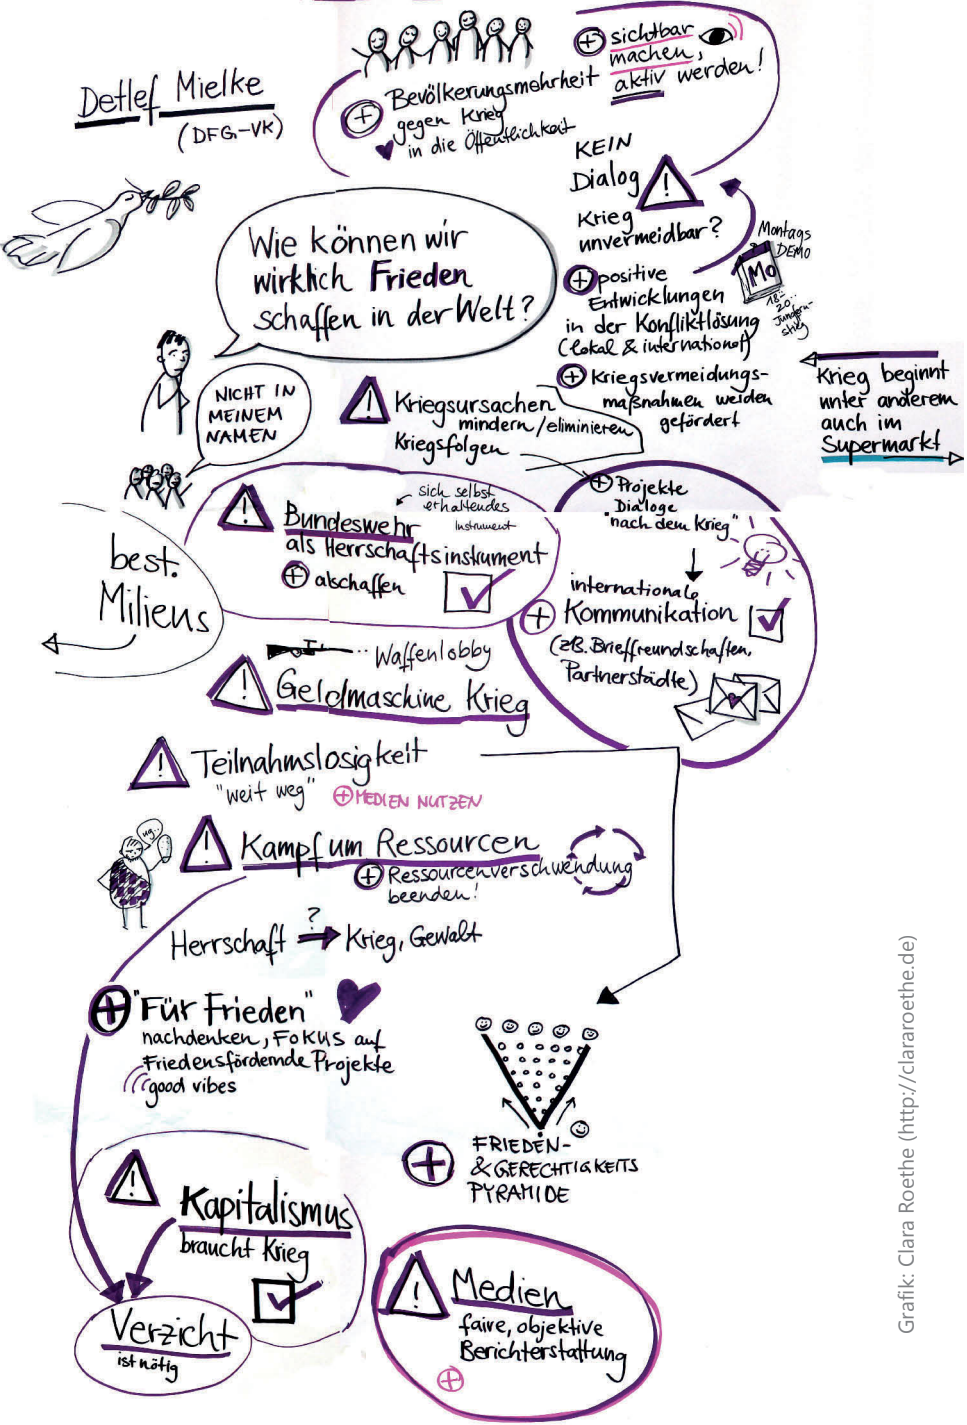 Detlef Mielke
(DFG-VK)
+ Bevölkerungsmehrheit
gegen Krieg
in die Öffentlichkeit
+ sichtbar
machen,
aktiv werden!
KEIN
Dialog
!
Krieg
unvermeidbar?
Montags
DEMO
Mo
18–
20..
Jungfern-
stieg
Wie können wir
wirklich Frieden
schaffen in der Welt?
+ positive
Entwicklungen
in der Konfliktlösung
(lokal & international)
+ Kriegsvermeidungs-
maßnahmen werden
gefördert
Krieg beginnt
unter anderem
auch im
Supermarkt
NICHT IN
MEINEM
NAMEN
! Kriegsursachen
mindern/eliminieren
Kriegsfolgen
+ Projekte
Dialoge
"nach dem Krieg"
! Bundeswehr
sich selbst
erhaltendes
Instrument
als Herrschaftsinstrument
+ abschaffen
best.
Milieus
internationale
+ Kommunikation
(zB. Brieffreundschaften,
Partnerstädte)
Waffenlobby
! Geldmaschine Krieg
! Teilnahmslosigkeit
"weit weg"
+ MEDIEN NUTZEN
ug..
! Kampf um Ressourcen
+ Ressourcenverschwendung
beenden!
?
Herrschaft → Krieg, Gewalt
+ "Für Frieden"
nachdenken, FOKUS auf
Friedensfördernde Projekte
good vibes
+ FRIEDEN-
& GERECHTIGKEITS
PYRAMIDE
! Kapitalismus
braucht Krieg
Verzicht
ist nötig
! Medien
faire, objektive
Berichterstattung
+
Grafik: Clara Roethe (http://clararoethe.de)